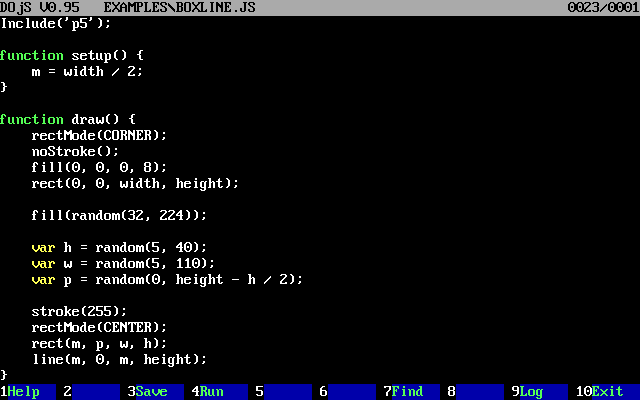 DOjS V0.95 EXAMPLES\BOXLINE.JS 0023/0001
Include('p5');
function setup() {
m = width / 2;
}
function draw() {
rectMode(CORNER);
noStroke();
fill(0, 0, 0, 8);
rect(0, 0, width, height);
fill(random(32, 224));
var h = random(5, 40);
var w = random(5, 110);
var p = random(0, height - h / 2);
stroke(255);
rectMode(CENTER);
rect(m, p, w, h);
line(m, 0, m, height);
}
1Help 2 3Save 4Run 5 6 7Find 8 9Log 10Exit